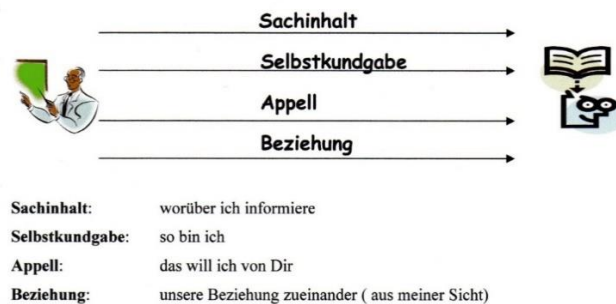 Sachinhalt
Selbstkundgabe
Appell
Beziehung
Sachinhalt: worüber ich informiere
Selbstkundgabe: so bin ich
Appell: das will ich von Dir
Beziehung: unsere Beziehung zueinander ( aus meiner Sicht)